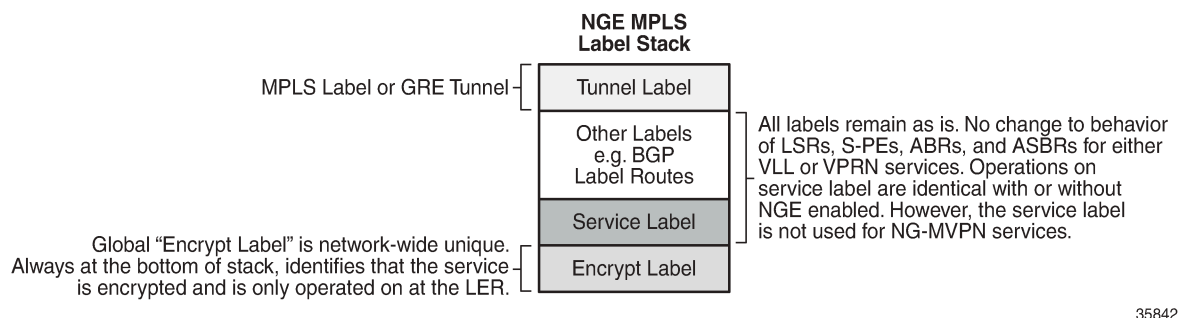 NGE MPLS
Label Stack
MPLS Label or GRE Tunnel
Tunnel Label
Other Labels
e.g. BGP
Label Routes
All labels remain as is. No change to behavior
of LSRs, S-PEs, ABRs, and ASBRs for either
VLL or VPRN services. Operations on
service label are identical with or without
NGE enabled. However, the service label
is not used for NG-MVPN services.
Service Label
Global “Encrypt Label” is network-wide unique.
Always at the bottom of stack, identifies that the service
is encrypted and is only operated on at the LER.
Encrypt Label
35842